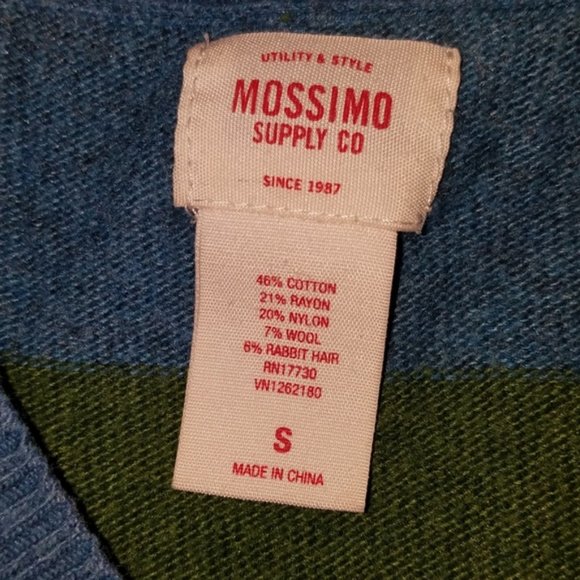 UTILITY & STYLE
MOSSIMO
SUPPLY CO
SINCE 1987
46% COTTON
21% RAYON
20% NYLON
7% WOOL
6% RABBIT HAIR
RN17730
VN1262180
S
MADE IN CHINA